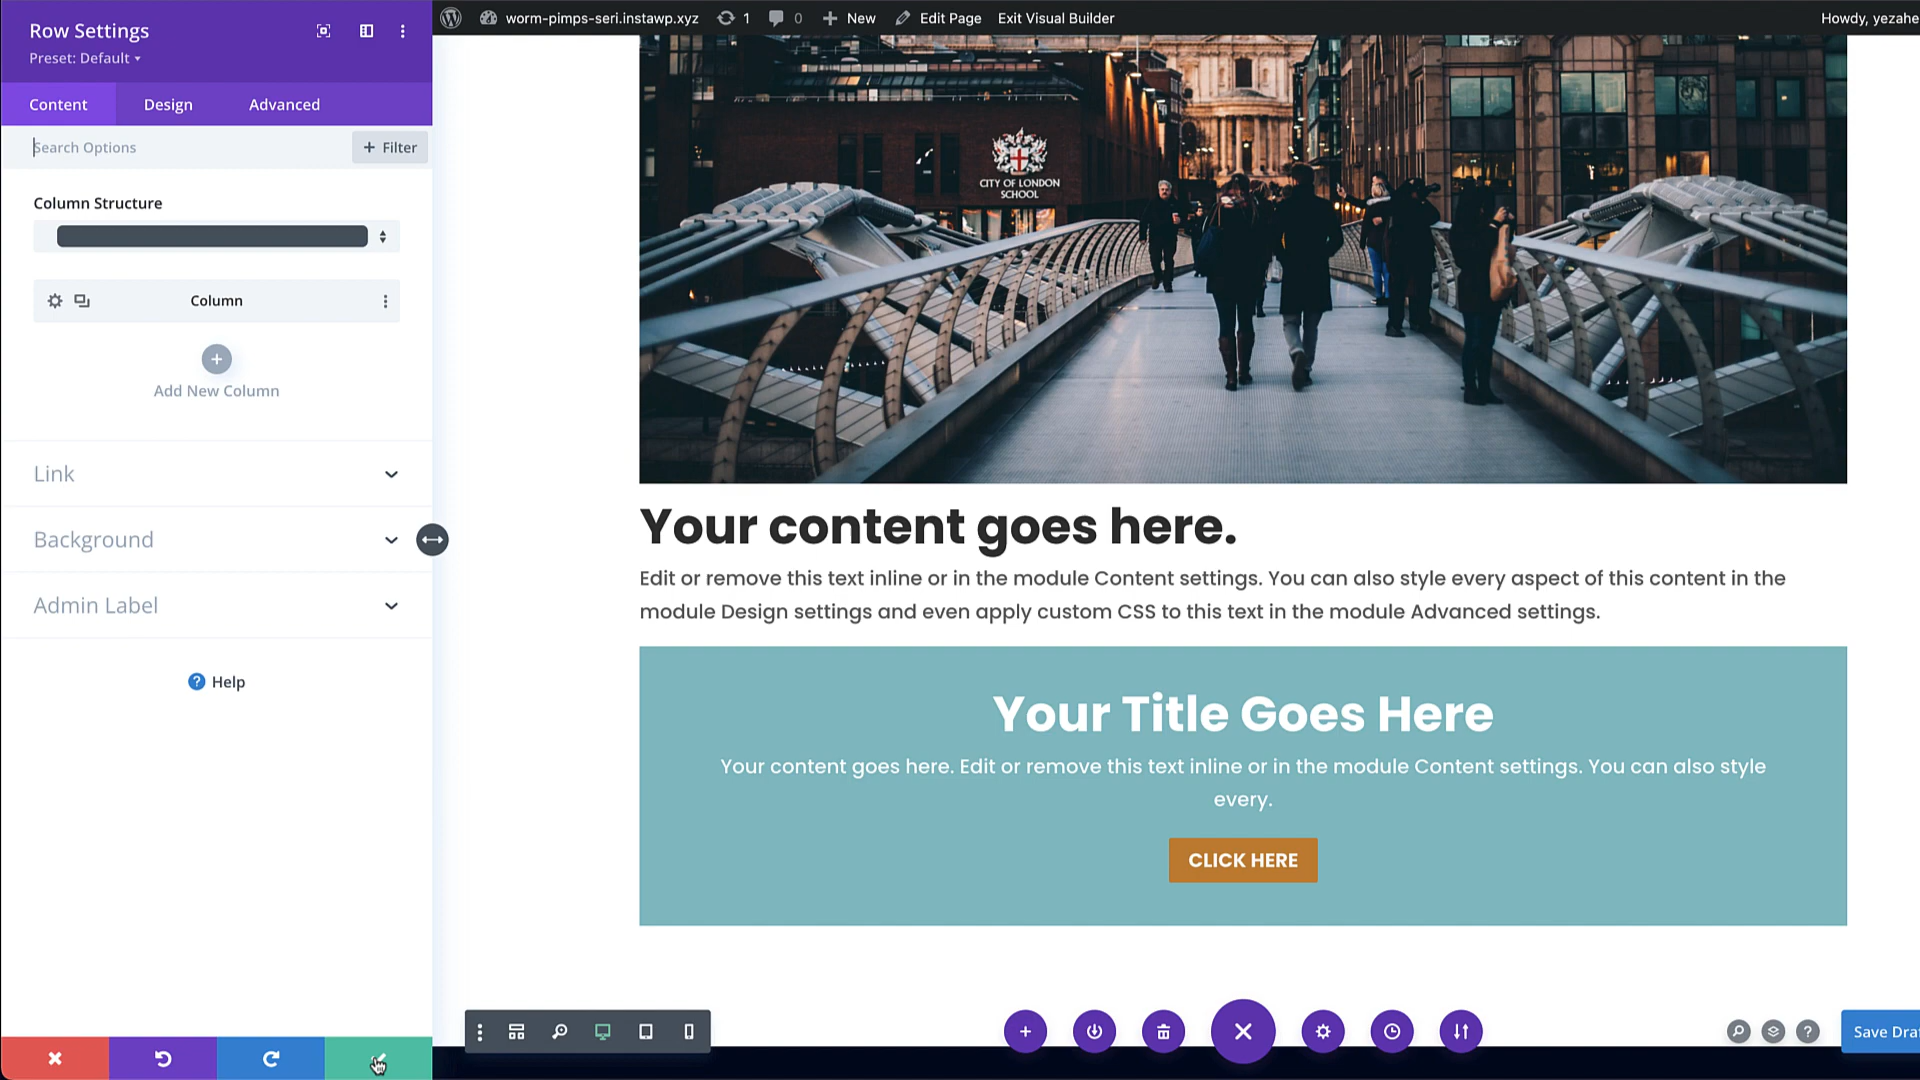 Row Settings
Preset: Default
Content
Design
Advanced
Search Options
+ Filter
Column Structure
Column
Add New Column
Link
Background
Admin Label
? Help
worm-pimps-seri.instawp.xyz
1
0
New
Edit Page
Exit Visual Builder
Howdy, yezahe
CITY OF LONDON
SCHOOL
Your content goes here.
Edit or remove this text inline or in the module Content settings. You can also style every aspect of this content in the
module Design settings and even apply custom CSS to this text in the module Advanced settings.
Your Title Goes Here
Your content goes here. Edit or remove this text inline or in the module Content settings. You can also style
every.
CLICK HERE
?
Save Dra